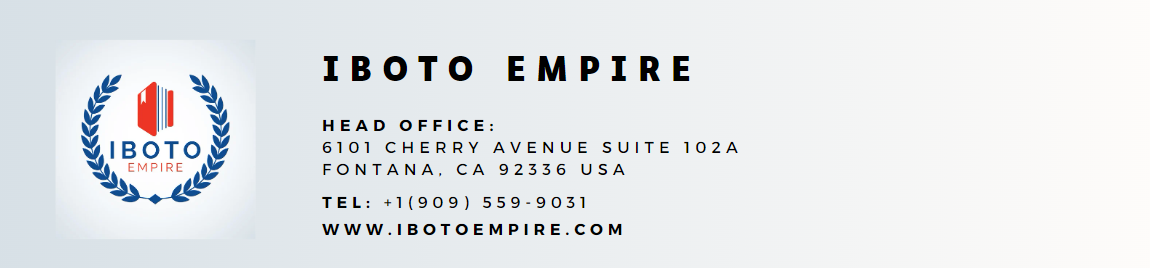 IBOTO
EMPIRE
IBOTO EMPIRE
HEAD OFFICE:
6101 CHERRY AVENUE SUITE 102A
FONTANA, CA 92336 USA
TEL: +1(909) 559-9031
WWW.IBOTOEMPIRE.COM